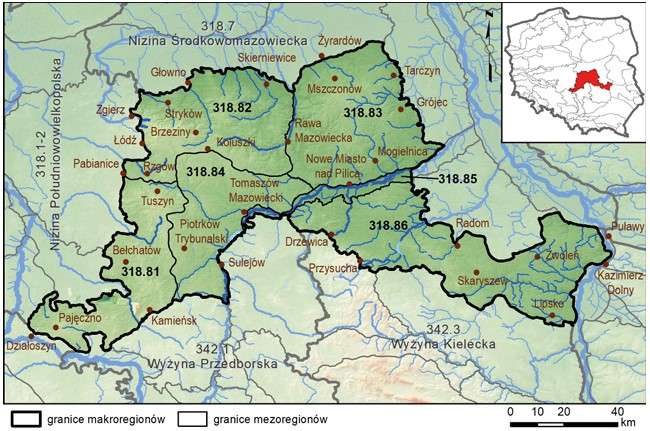 318.7
Nizina Środkowomazowiecka
Żyrardów
Skierniewice
Głowno
Tarczyn
Mszczonów
318.82
318.83
Stryków
Grójec
Zgierz
Brzeziny
Rawa
Mazowiecka
Łódź
Koluszki
Mogielnica
318.1-2
Nizina Południowowielkopolska
Pabianice
Rzgów
318.84
Nowe Miasto
nad Pilicą
318.85
Tuszyn
Tomaszów
Mazowiecki
318.86
Piotrków
Trybunalski
Radom
Puławy
Drzewica
Bełchatów
318.81
Sulejów
Przysucha
Zwoleń
Kazimierz
Dolny
Skaryszew
Lipsko
Pajęczno
Kamieńsk
Działoszyn
342.1
Wyżyna Przedborska
342.3
Wyżyna Kielecka
granice makroregionów
granice mezoregionów
0 10 20 40
km